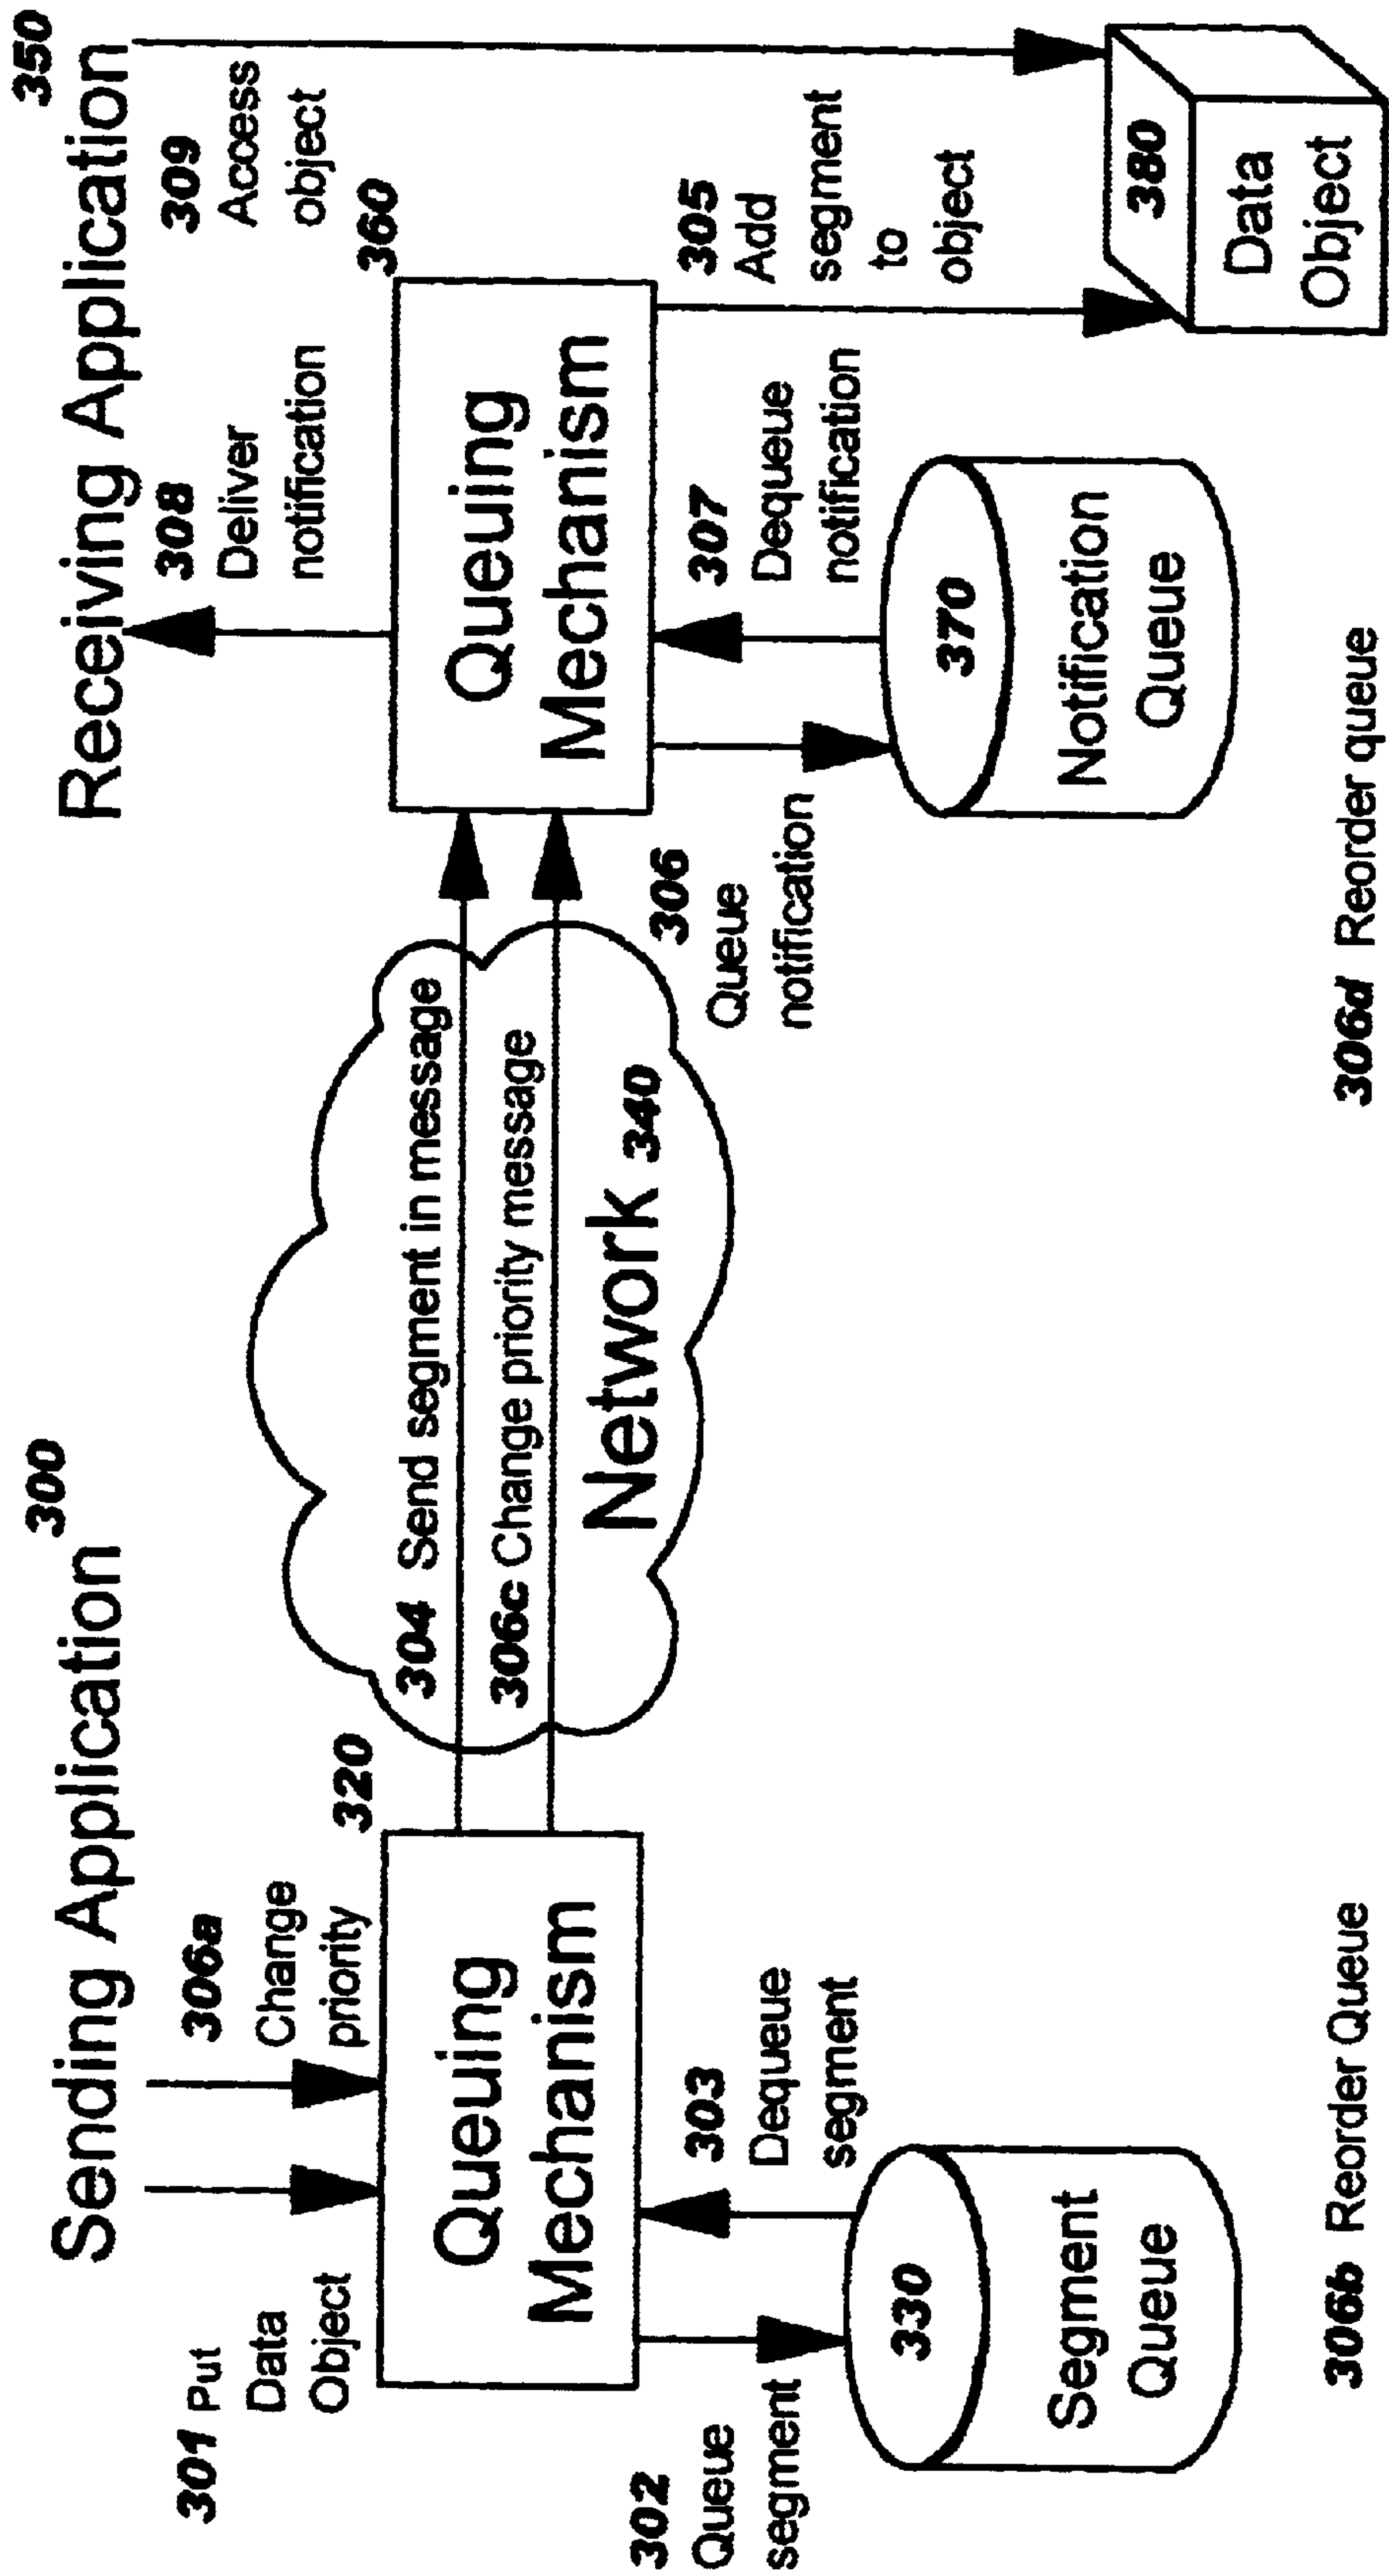 Sending Application 300
301 Put
Data
Object
306a
Change
priority
320
Queuing
Mechanism
302
Queue
segment
303
Dequeue
segment
330
Segment
Queue
306b Reorder Queue
304 Send segment in message
306c Change priority message
Network 340
Receiving Application 350
308
Deliver
notification
309
Access
object
360
Queuing
Mechanism
306
Queue
notification
307
Dequeue
notification
305
Add
segment
to
object
370
Notification
Queue
380
Data
Object
306d Reorder queue